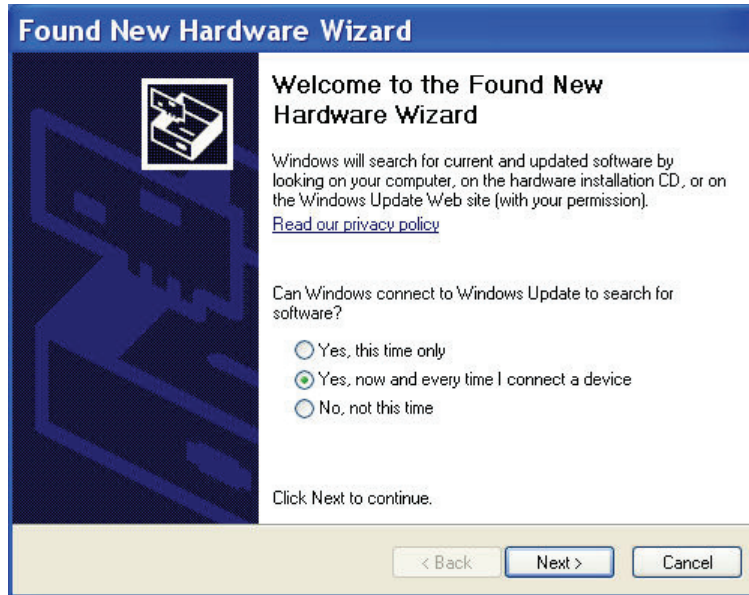 Found New Hardware Wizard
Welcome to the Found New
Hardware Wizard
Windows will search for current and updated software by
looking on your computer, on the hardware installation CD, or on
the Windows Update Web site (with your permission).
Read our privacy policy
Can Windows connect to Windows Update to search for
software?
Yes, this time only
Yes, now and every time I connect a device
No, not this time
Click Next to continue.
< Back Next > Cancel